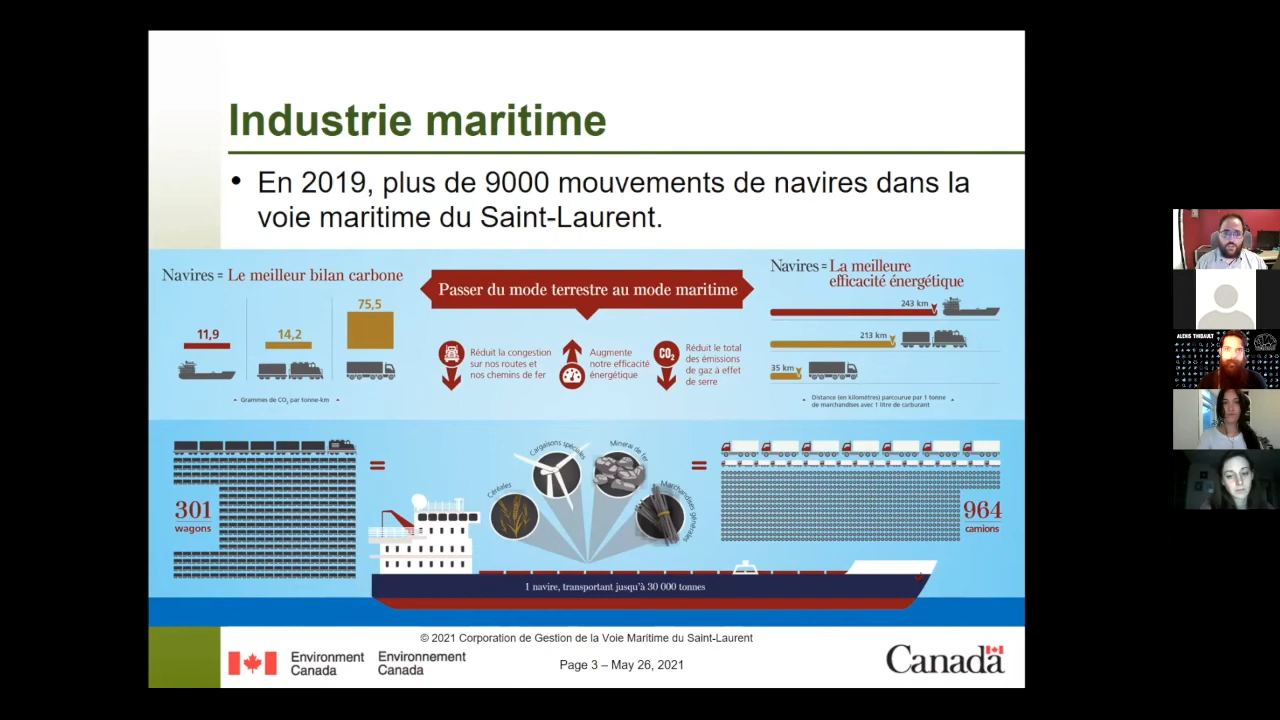 Industrie maritime
• En 2019, plus de 9000 mouvements de navires dans la
voie maritime du Saint-Laurent.
Navires = Le meilleur bilan carbone
11,9
14,2
75,5
Grammes de CO2 par tonne-km
Passer du mode terrestre au mode maritime
Réduit la congestion
sur nos routes et
nos chemins de fer
Augmente
notre efficacité
énergétique
CO2
Réduit le total
des émissions
de gaz à effet
de serre
Navires = La meilleure
efficacité énergétique
243 km
213 km
35 km
Distance (en kilomètres) parcourue par 1 tonne
de marchandises avec 1 litre de carburant
301
wagons
=
Céréales
Cargaisons spéciales
Minerai de fer
Marchandises générales
=
964
camions
1 navire, transportant jusqu'à 30 000 tonnes
© 2021 Corporation de Gestion de la Voie Maritime du Saint-Laurent
Environment
Canada
Environnement
Canada
Page 3 – May 26, 2021
Canada
ALEXIS THIBAULT